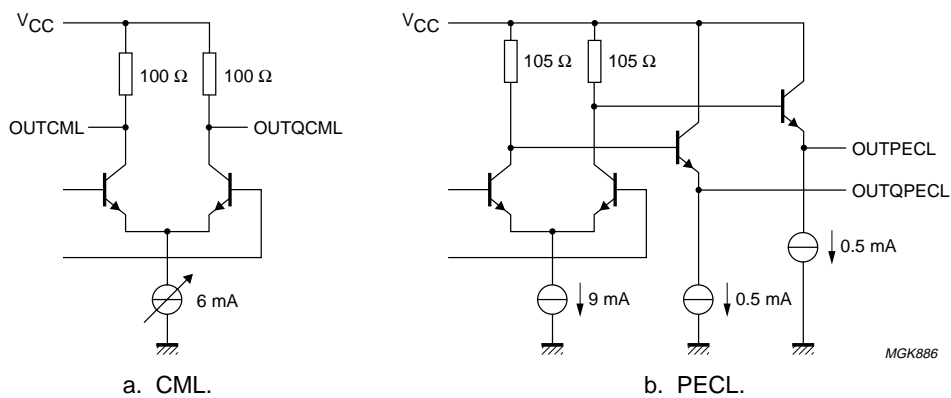 VCC
100 Ω
100 Ω
OUTCML
OUTQCML
6 mA
a. CML.
VCC
105 Ω
105 Ω
OUTPECL
OUTQPECL
0.5 mA
9 mA
0.5 mA
MGK886
b. PECL.